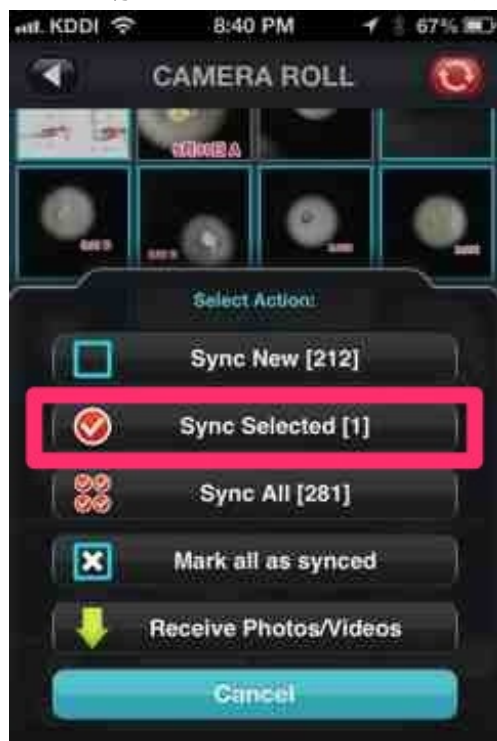 KDDI 8:40 PM 67%
CAMERA ROLL
Select Action:
Sync New [212]
Sync Selected [1]
Sync All [281]
Mark all as synced
Receive Photos/Videos
Cancel